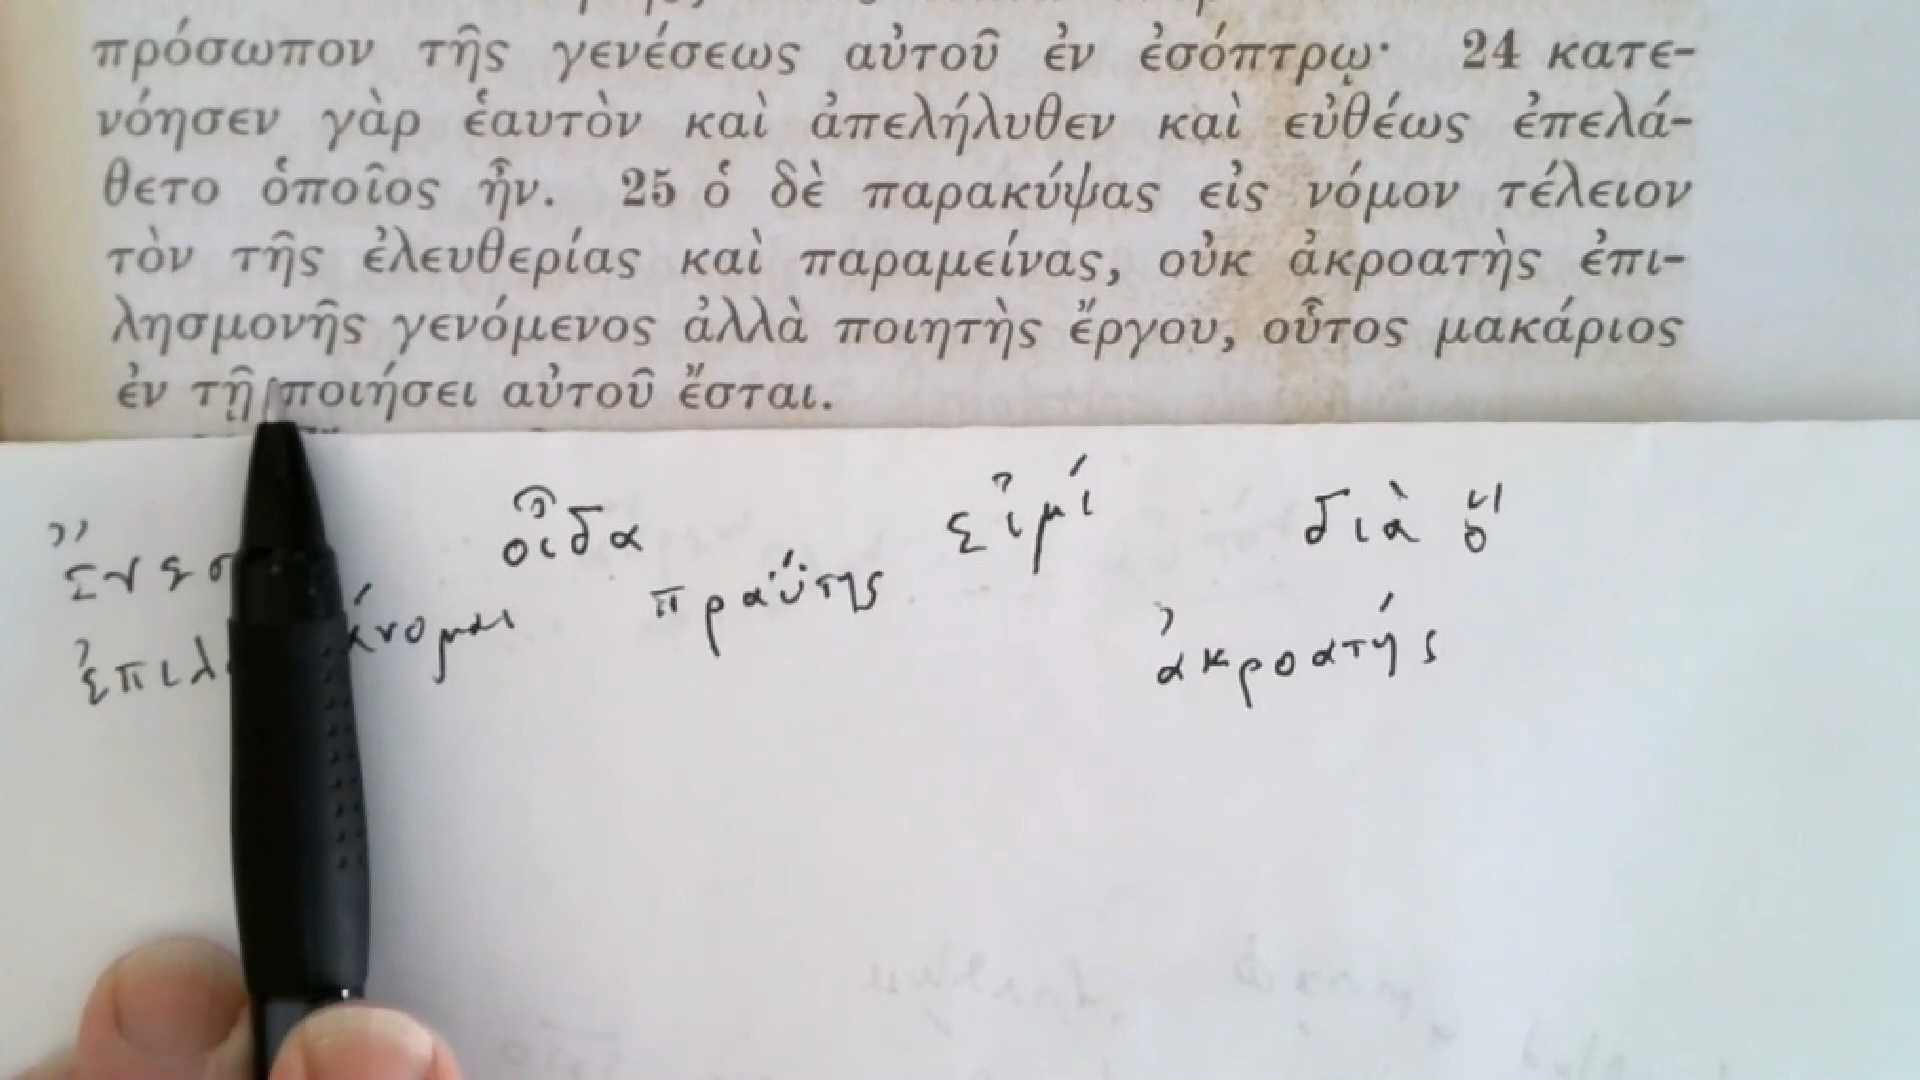 πρόσωπον τῆς γενέσεως αὐτοῦ ἐν ἐσόπτρῳ· 24 κατε-
νόησεν γὰρ ἑαυτὸν καὶ ἀπελήλυθεν καὶ εὐθέως ἐπελά-
θετο ὁποῖος ἦν. 25 ὁ δὲ παρακύψας εἰς νόμον τέλειον
τὸν τῆς ἐλευθερίας καὶ παραμείνας, οὐκ ἀκροατὴς ἐπι-
λησμονῆς γενόμενος ἀλλὰ ποιητὴς ἔργου, οὗτος μακάριος
ἐν τῇ ποιήσει αὐτοῦ ἔσται.
οἶδα εἰμί διὰ ὅ
πραΰτης ἀκροατής